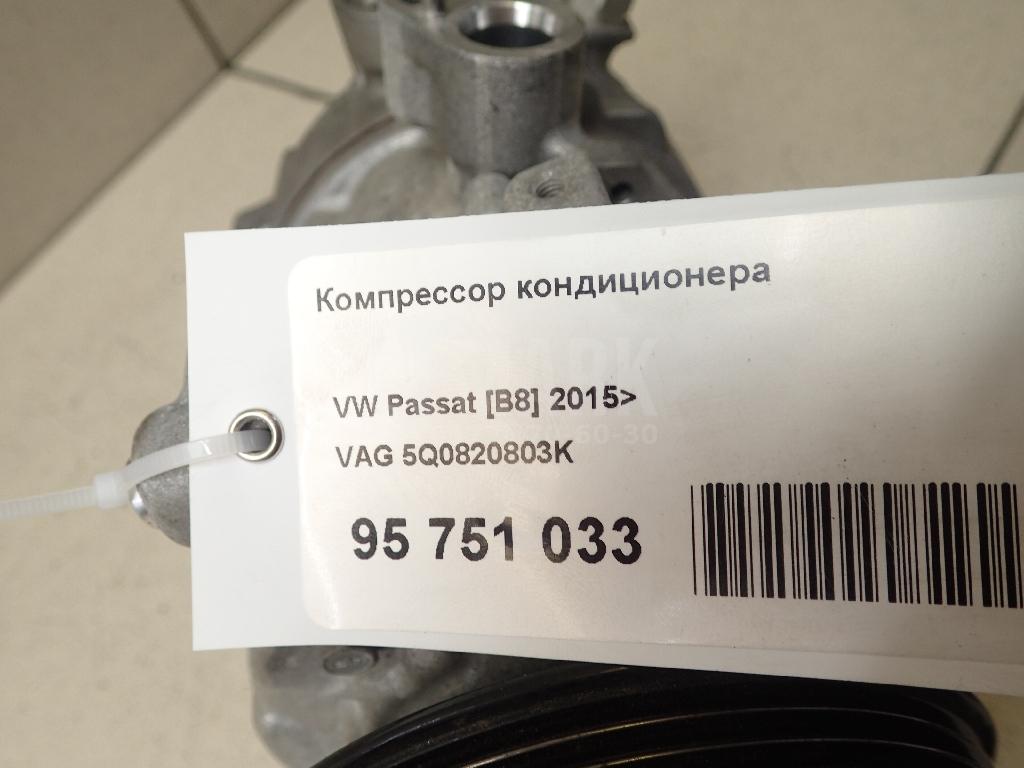 Компрессор кондиционера
VW Passat [B8] 2015>
VAG 5Q0820803K
95 751 033